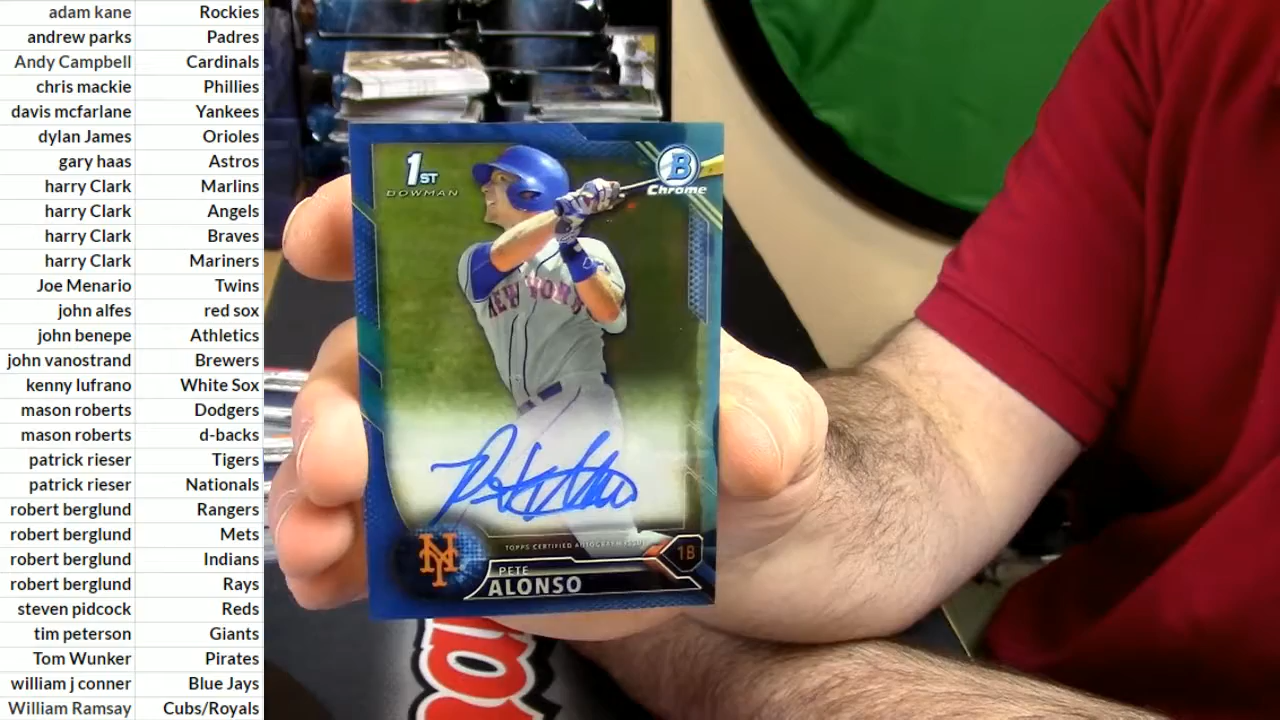 adam kane Rockies
andrew parks Padres
Andy Campbell Cardinals
chris mackie Phillies
davis mcfarlane Yankees
dylan James Orioles
gary haas Astros
harry Clark Marlins
harry Clark Angels
harry Clark Braves
harry Clark Mariners
Joe Menario Twins
john alfes red sox
john benepe Athletics
john vanostrand Brewers
kenny lufrano White Sox
mason roberts Dodgers
mason roberts d-backs
patrick rieser Tigers
patrick rieser Nationals
robert berglund Rangers
robert berglund Mets
robert berglund Indians
robert berglund Rays
steven pidcock Reds
tim peterson Giants
Tom Wunker Pirates
william j conner Blue Jays
William Ramsay Cubs/Royals
1ST
BOWMAN
B
Chrome
NEW YORK
NY
TOPPS CERTIFIED AUTOGRAPH ISSUE
1B
PETE
ALONSO